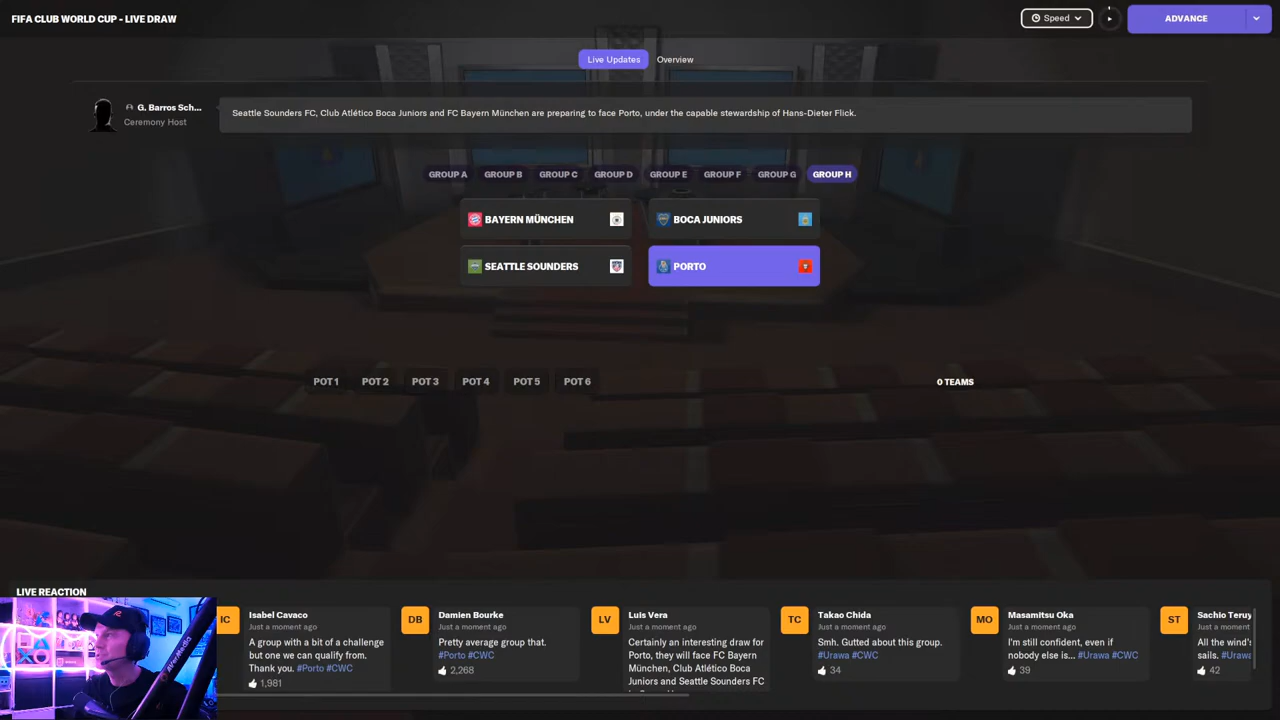 FIFA CLUB WORLD CUP - LIVE DRAW
Speed
ADVANCE
Live Updates
Overview
G. Barros Sch...
Ceremony Host
Seattle Sounders FC, Club Atlético Boca Juniors and FC Bayern München are preparing to face Porto, under the capable stewardship of Hans-Dieter Flick.
GROUP A
GROUP B
GROUP C
GROUP D
GROUP E
GROUP F
GROUP G
GROUP H
BAYERN MÜNCHEN
BOCA JUNIORS
SEATTLE SOUNDERS
PORTO
POT 1
POT 2
POT 3
POT 4
POT 5
POT 6
0 TEAMS
LIVE REACTION
IC
Isabel Cavaco
Just a moment ago
A group with a bit of a challenge
but one we can qualify from.
Thank you. #Porto #CWC
1,981
DB
Damien Bourke
Just a moment ago
Pretty average group that.
#Porto #CWC
2,268
LV
Luis Vera
Just a moment ago
Certainly an interesting draw for
Porto, they will face FC Bayern
München, Club Atlético Boca
Juniors and Seattle Sounders FC
TC
Takao Chida
Just a moment ago
Smh. Gutted about this group.
#Urawa #CWC
34
MO
Masamitsu Oka
Just a moment ago
I'm still confident, even if
nobody else is... #Urawa #CWC
39
ST
Sachio Teruy
Just a moment
All the wind's
sails. #Urawa
42